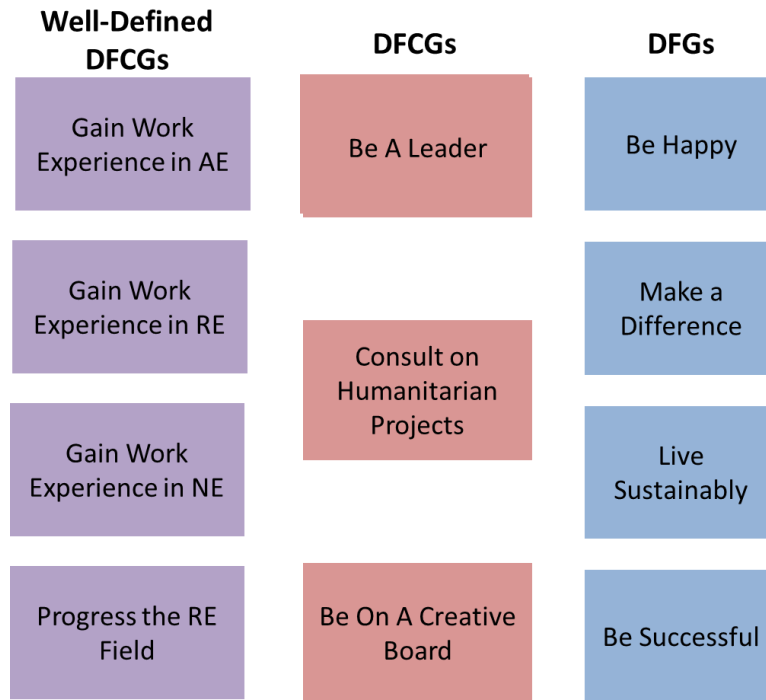 Well-Defined
DFCGs
Gain Work
Experience in AE
Gain Work
Experience in RE
Gain Work
Experience in NE
Progress the RE
Field
DFCGs
Be A Leader
Consult on
Humanitarian
Projects
Be On A Creative
Board
DFGs
Be Happy
Make a
Difference
Live
Sustainably
Be Successful